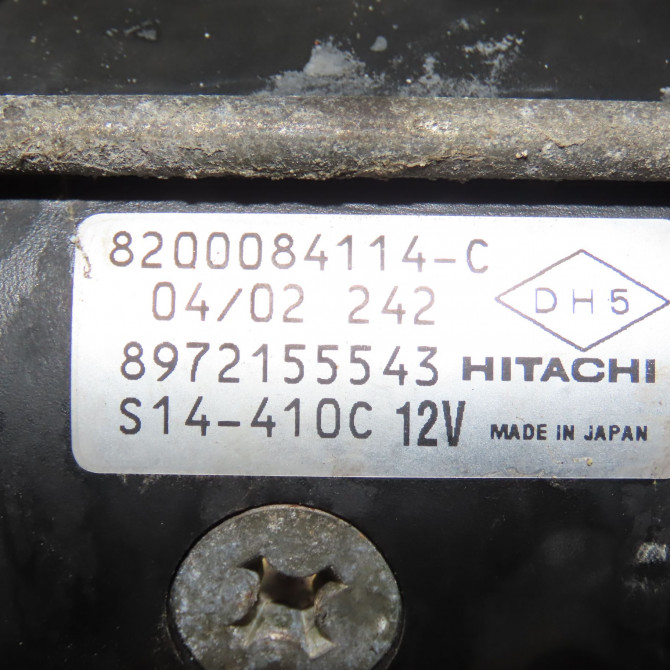 8200084114-C
04/02 242
DH5
8972155543 HITACHI
S14-410C 12V MADE IN JAPAN